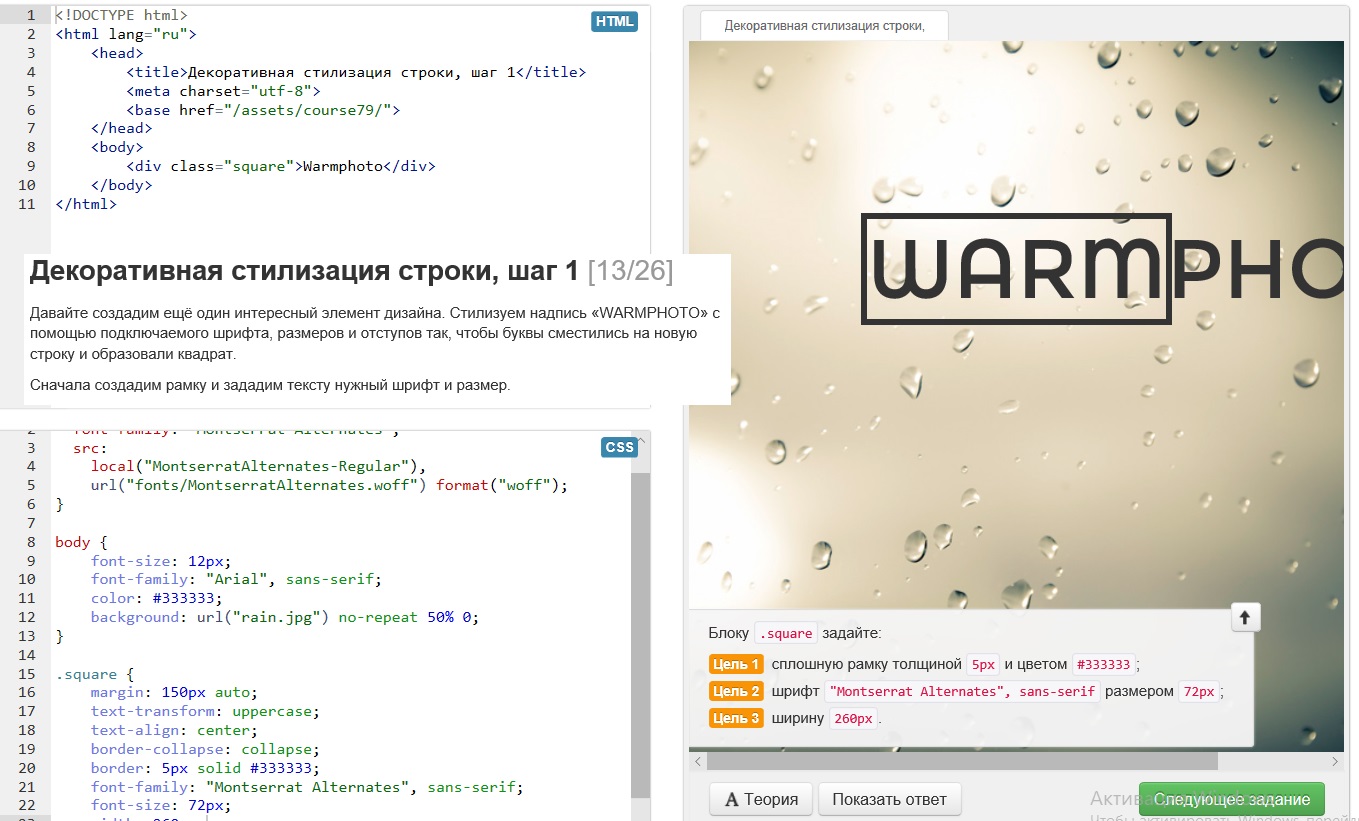 1 <!DOCTYPE html>
HTML
2 <html lang="ru">
3 <head>
4 <title>Декоративная стилизация строки, шаг 1</title>
5 <meta charset="utf-8">
6 <base href="/assets/course79/">
7 </head>
8 <body>
9 <div class="square">Warmphoto</div>
10 </body>
11 </html>
Декоративная стилизация строки, шаг 1 [13/26]
Давайте создадим ещё один интересный элемент дизайна. Стилизуем надпись «WARMPHOTO» с
помощью подключаемого шрифта, размеров и отступов так, чтобы буквы сместились на новую
строку и образовали квадрат.
Сначала создадим рамку и зададим тексту нужный шрифт и размер.
CSS
2 font-family: "Montserrat Alternates";
3 src:
4 local("MontserratAlternates-Regular"),
5 url("fonts/MontserratAlternates.woff") format("woff");
6 }
7
8 body {
9 font-size: 12px;
10 font-family: "Arial", sans-serif;
11 color: #333333;
12 background: url("rain.jpg") no-repeat 50% 0;
13 }
14
15 .square {
16 margin: 150px auto;
17 text-transform: uppercase;
18 text-align: center;
19 border-collapse: collapse;
20 border: 5px solid #333333;
21 font-family: "Montserrat Alternates", sans-serif;
22 font-size: 72px;
Декоративная стилизация строки,
WARMPHO
Блоку .square задайте:
Цель 1 сплошную рамку толщиной 5px и цветом #333333;
Цель 2 шрифт "Montserrat Alternates", sans-serif размером 72px;
Цель 3 ширину 260px.
A Теория
Показать ответ
Следующее задание